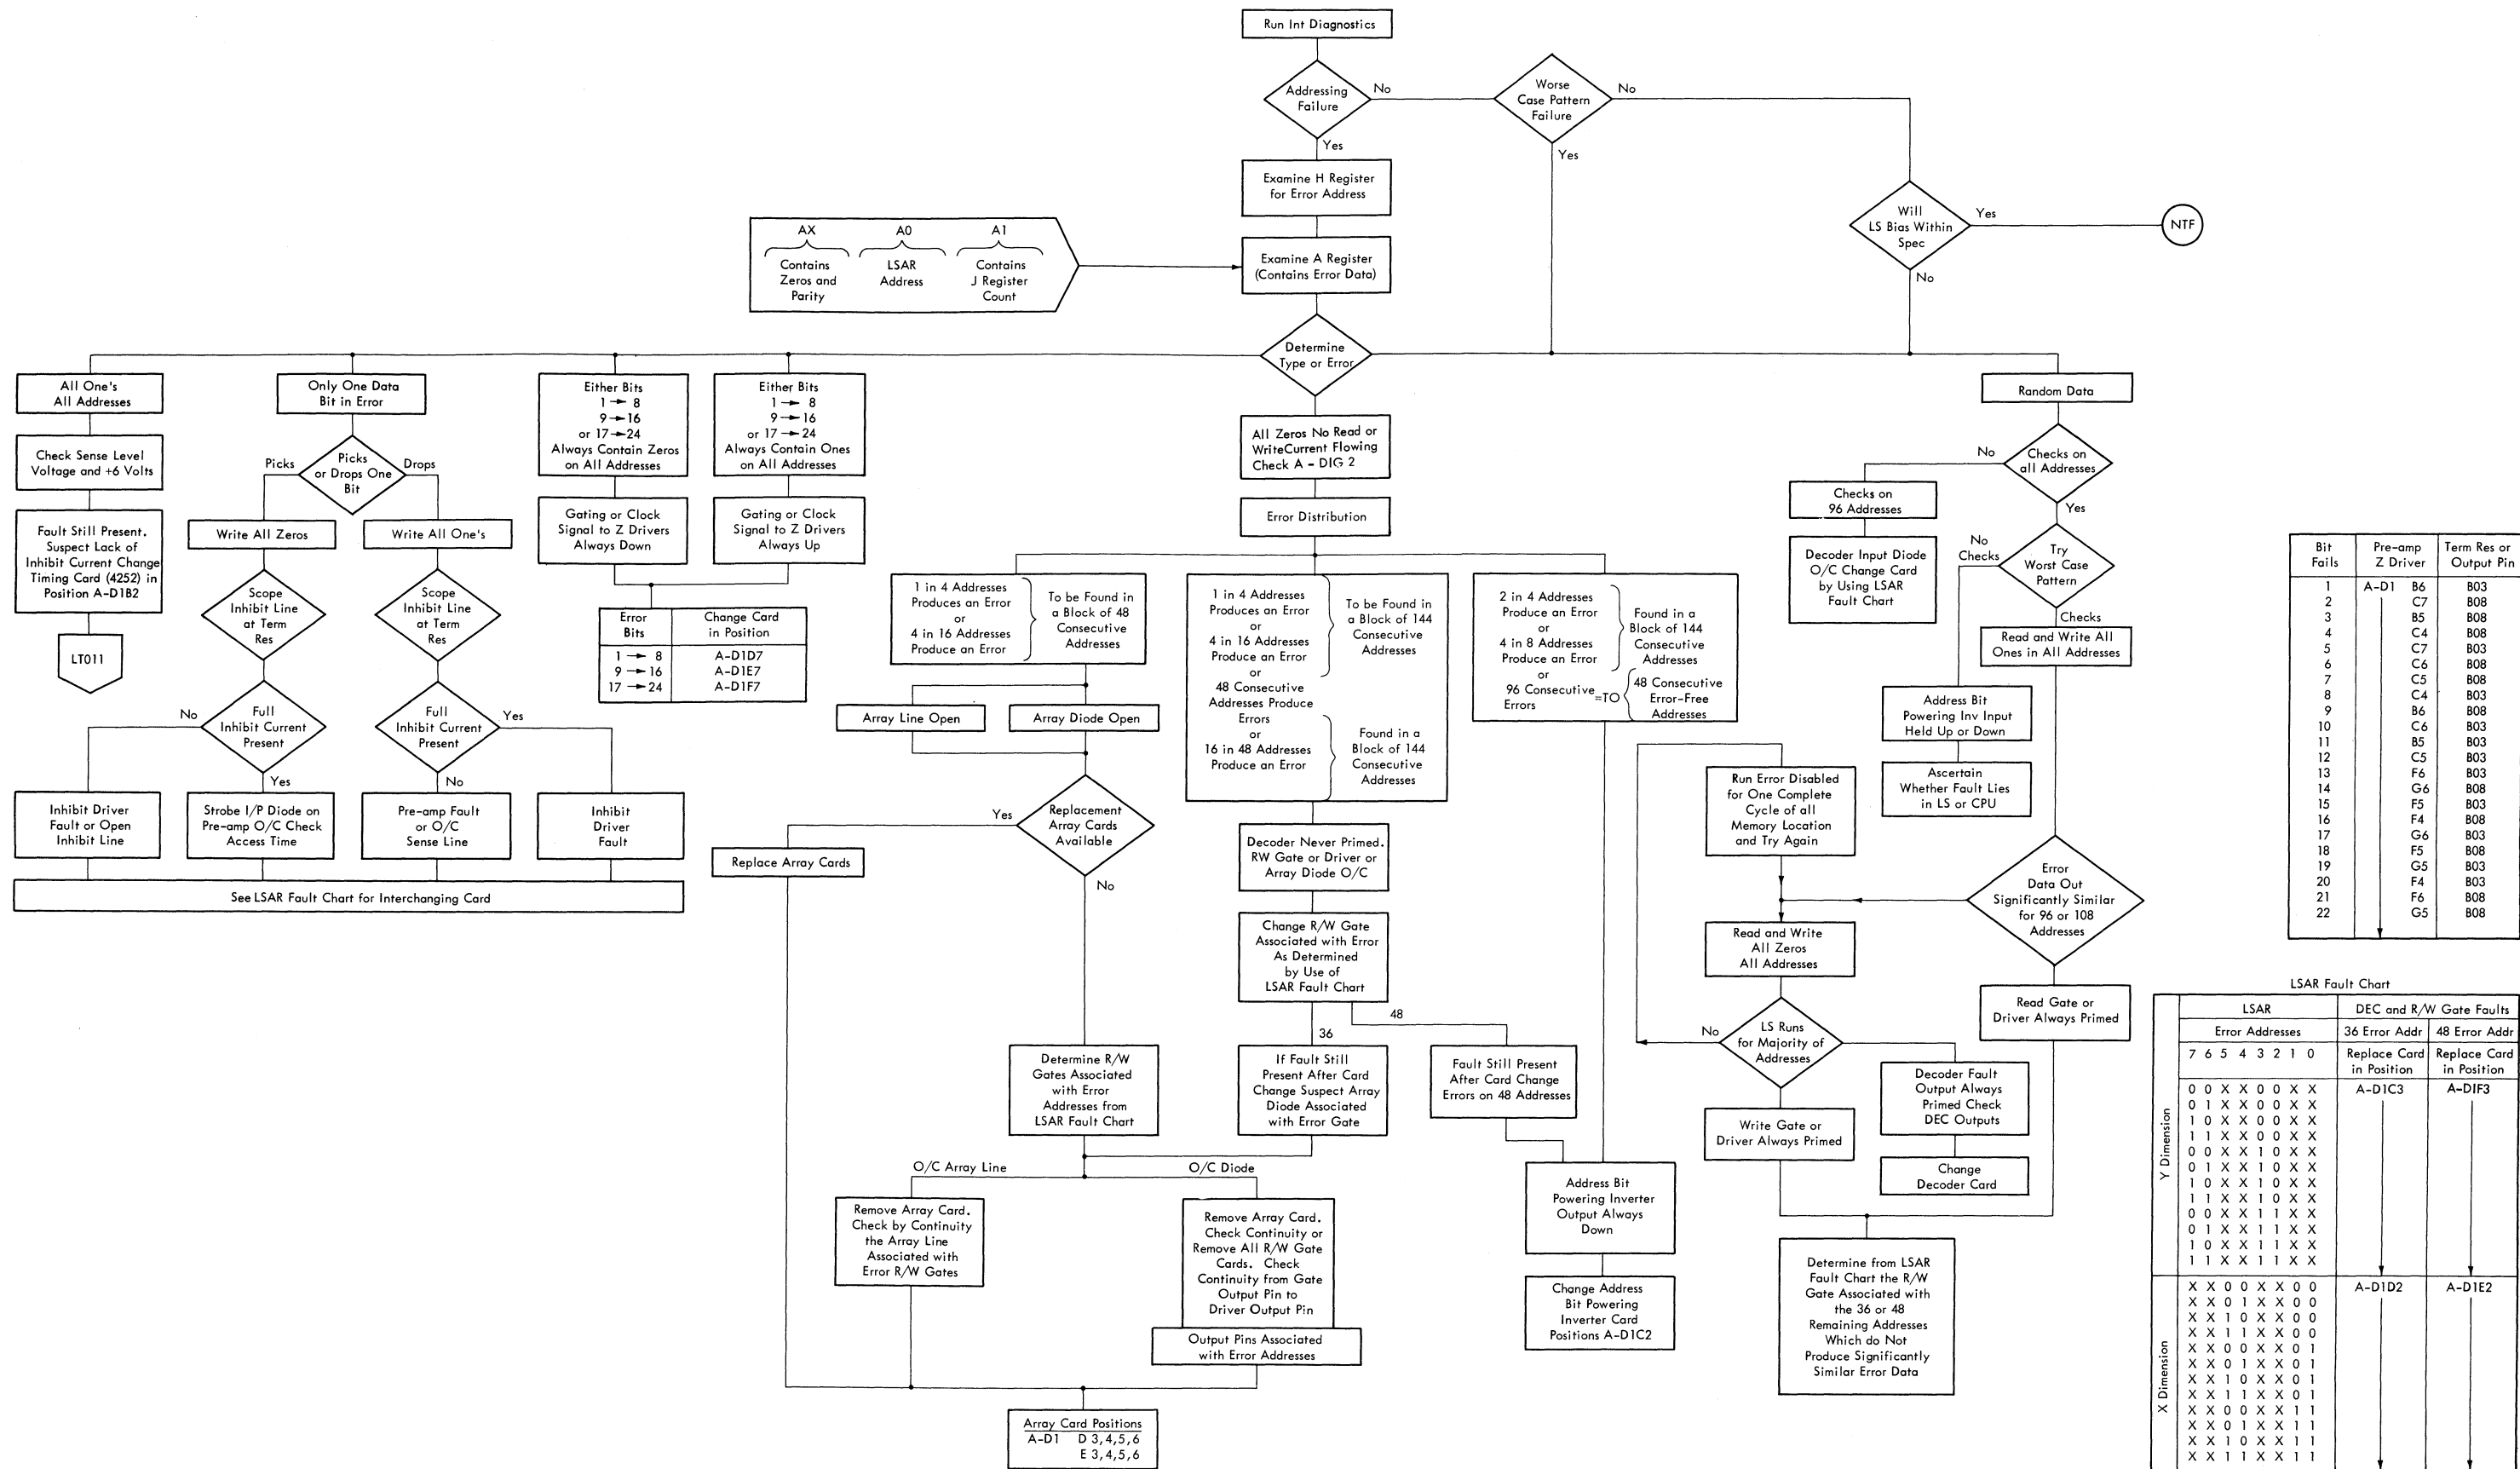 Run Int Diagnostics
Addressing
Failure
No
Yes
Worse
Case Pattern
Failure
No
Yes
Examine H Register
for Error Address
Will
LS Bias Within
Spec
Yes
No
NTF
AX
Contains
Zeros and
Parity
A0
LSAR
Address
A1
Contains
J Register
Count
Examine A Register
(Contains Error Data)
Determine
Type or Error
All One's
All Addresses
Check Sense Level
Voltage and +6 Volts
Fault Still Present.
Suspect Lack of
Inhibit Current Change
Timing Card (4252) in
Position A-D1B2
LT011
Only One Data
Bit in Error
Picks
or Drops One
Bit
Picks
Drops
Write All Zeros
Write All One's
Scope
Inhibit Line
at Term
Res
Scope
Inhibit Line
at Term
Res
Full
Inhibit Current
Present
No
Yes
Full
Inhibit Current
Present
Yes
No
Inhibit Driver
Fault or Open
Inhibit Line
Strobe I/P Diode on
Pre-amp O/C Check
Access Time
Pre-amp Fault
or O/C
Sense Line
Inhibit
Driver
Fault
See LSAR Fault Chart for Interchanging Card
Either Bits
1 → 8
9 → 16
or 17 → 24
Always Contain Zeros
on All Addresses
Gating or Clock
Signal to Z Drivers
Always Down
Either Bits
1 → 8
9 → 16
or 17 → 24
Always Contain Ones
on All Addresses
Gating or Clock
Signal to Z Drivers
Always Up
Error
Bits
Change Card
in Position
1 → 8 A-D1D7
9 → 16 A-D1E7
17 → 24 A-D1F7
All Zeros No Read or
WriteCurrent Flowing
Check A - DIG 2
Error Distribution
1 in 4 Addresses
Produces an Error
or
4 in 16 Addresses
Produce an Error
To be Found in
a Block of 48
Consecutive
Addresses
Array Line Open
Array Diode Open
Replacement
Array Cards
Available
Yes
No
Replace Array Cards
1 in 4 Addresses
Produces an Error
or
4 in 16 Addresses
Produce an Error
or
48 Consecutive
Addresses Produce
Errors
or
16 in 48 Addresses
Produce an Error
To be Found in
a Block of 144
Consecutive
Addresses
Found in a
Block of 144
Consecutive
Addresses
2 in 4 Addresses
Produce an Error
or
4 in 8 Addresses
Produce an Error
or
96 Consecutive
Errors
=TO
Found in a
Block of 144
Consecutive
Addresses
48 Consecutive
Error-Free
Addresses
Decoder Never Primed.
RW Gate or Driver or
Array Diode O/C
Change R/W Gate
Associated with Error
As Determined
by Use of
LSAR Fault Chart
36
48
Determine R/W
Gates Associated
with Error
Addresses from
LSAR Fault Chart
If Fault Still
Present After Card
Change Suspect Array
Diode Associated
with Error Gate
Fault Still Present
After Card Change
Errors on 48 Addresses
O/C Array Line
O/C Diode
Remove Array Card.
Check by Continuity
the Array Line
Associated with
Error R/W Gates
Remove Array Card.
Check Continuity or
Remove All R/W Gate
Cards. Check
Continuity from Gate
Output Pin to
Driver Output Pin
Output Pins Associated
with Error Addresses
Address Bit
Powering Inverter
Output Always
Down
Change Address
Bit Powering
Inverter Card
Positions A-D1C2
Array Card Positions
A-D1 D 3,4,5,6
E 3,4,5,6
Random Data
Checks on
all Addresses
No
Yes
Checks on
96 Addresses
Decoder Input Diode
O/C Change Card
by Using LSAR
Fault Chart
Try
Worst Case
Pattern
No
Checks
Checks
Read and Write All
Ones in All Addresses
Address Bit
Powering Inv Input
Held Up or Down
Ascertain
Whether Fault Lies
in LS or CPU
Run Error Disabled
for One Complete
Cycle of all
Memory Location
and Try Again
Error
Data Out
Significantly Similar
for 96 or 108
Addresses
Read and Write
All Zeros
All Addresses
Read Gate or
Driver Always Primed
LS Runs
for Majority of
Addresses
No
Decoder Fault
Output Always
Primed Check
DEC Outputs
Change
Decoder Card
Write Gate or
Driver Always Primed
Determine from LSAR
Fault Chart the R/W
Gate Associated with
the 36 or 48
Remaining Addresses
Which do Not
Produce Significantly
Similar Error Data
Bit
Fails
Pre-amp
Z Driver
Term Res or
Output Pin
1 A-D1 B6 B03
2 C7 B08
3 B5 B08
4 C4 B08
5 C7 B03
6 C6 B08
7 C5 B08
8 C4 B03
9 B6 B08
10 C6 B03
11 B5 B03
12 C5 B03
13 F6 B03
14 G6 B08
15 F5 B03
16 F4 B08
17 G6 B03
18 F5 B08
19 G5 B03
20 F4 B03
21 F6 B08
22 G5 B08
LSAR Fault Chart
LSAR
DEC and R/W Gate Faults
Error Addresses
36 Error Addr
48 Error Addr
7 6 5 4 3 2 1 0
Replace Card
in Position
Replace Card
in Position
Y Dimension
0 0 X X 0 0 X X A-D1C3 A-DIF3
0 1 X X 0 0 X X
1 0 X X 0 0 X X
1 1 X X 0 0 X X
0 0 X X 1 0 X X
0 1 X X 1 0 X X
1 0 X X 1 0 X X
1 1 X X 1 0 X X
0 0 X X 1 1 X X
0 1 X X 1 1 X X
1 0 X X 1 1 X X
1 1 X X 1 1 X X
X Dimension
X X 0 0 X X 0 0 A-D1D2 A-D1E2
X X 0 1 X X 0 0
X X 1 0 X X 0 0
X X 1 1 X X 0 0
X X 0 0 X X 0 1
X X 0 1 X X 0 1
X X 1 0 X X 0 1
X X 1 1 X X 0 1
X X 0 0 X X 1 1
X X 0 1 X X 1 1
X X 1 0 X X 1 1
X X 1 1 X X 1 1